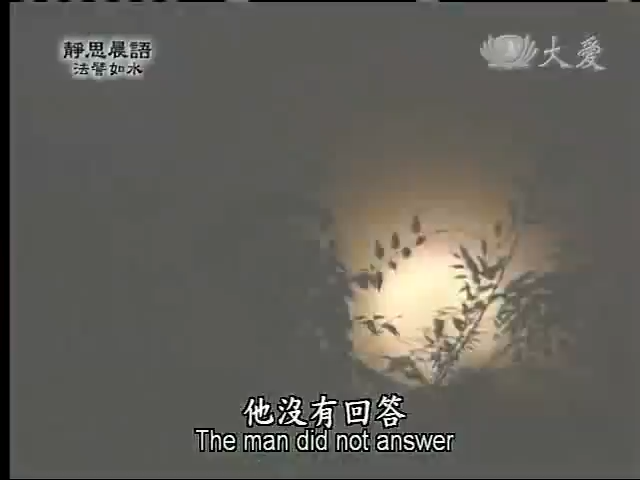 靜思晨語
法譬如水
大愛
他沒有回答
The man did not answer